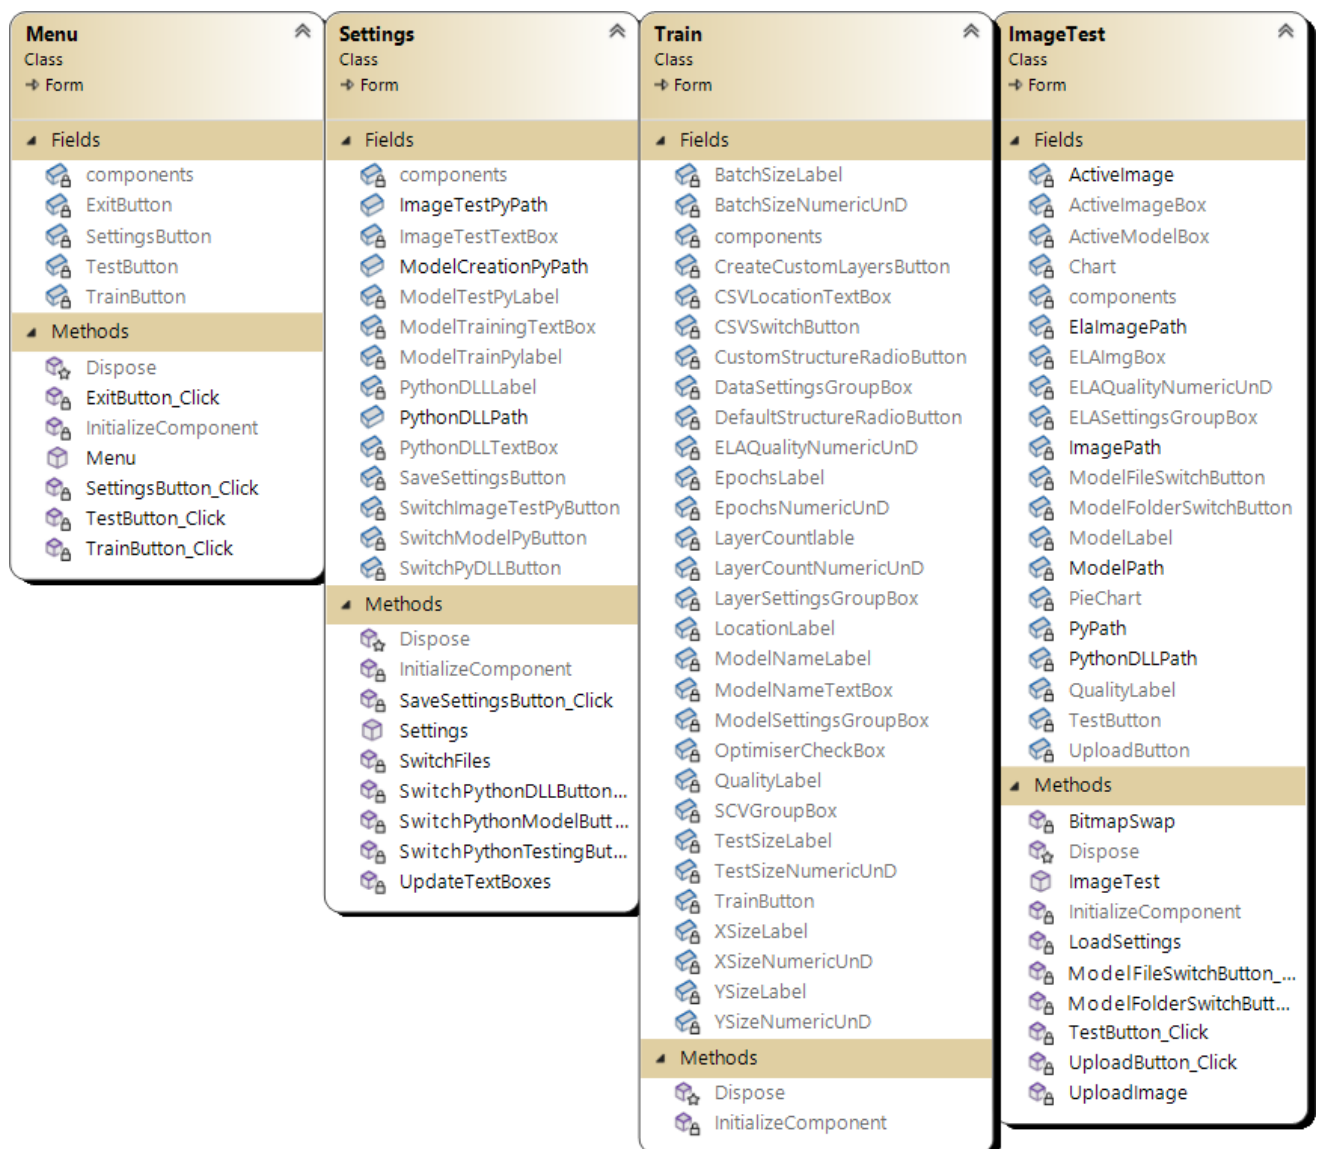 Menu
Class
Form
Fields
components
ExitButton
SettingsButton
TestButton
TrainButton
Methods
Dispose
ExitButton_Click
InitializeComponent
Menu
SettingsButton_Click
TestButton_Click
TrainButton_Click
Settings
Class
Form
Fields
components
ImageTestPyPath
ImageTestTextBox
ModelCreationPyPath
ModelTestPyLabel
ModelTrainingTextBox
ModelTrainPylabel
PythonDLLLabel
PythonDLLPath
PythonDLLTextBox
SaveSettingsButton
SwitchImageTestPyButton
SwitchModelPyButton
SwitchPyDLLButton
Methods
Dispose
InitializeComponent
SaveSettingsButton_Click
Settings
SwitchFiles
SwitchPythonDLLButton...
SwitchPythonModelButt...
SwitchPythonTestingBut...
UpdateTextBoxes
Train
Class
Form
Fields
BatchSizeLabel
BatchSizeNumericUnD
components
CreateCustomLayersButton
CSVLocationTextBox
CSVSwitchButton
CustomStructureRadioButton
DataSettingsGroupBox
DefaultStructureRadioButton
ELAQualityNumericUnD
EpochsLabel
EpochsNumericUnD
LayerCountlable
LayerCountNumericUnD
LayerSettingsGroupBox
LocationLabel
ModelNameLabel
ModelNameTextBox
ModelSettingsGroupBox
OptimiserCheckBox
QualityLabel
SCVGroupBox
TestSizeLabel
TestSizeNumericUnD
TrainButton
XSizeLabel
XSizeNumericUnD
YSizeLabel
YSizeNumericUnD
Methods
Dispose
InitializeComponent
ImageTest
Class
Form
Fields
ActiveImage
ActiveImageBox
ActiveModelBox
Chart
components
ElaImagePath
ELAImgBox
ELAQualityNumericUnD
ELASettingsGroupBox
ImagePath
ModelFileSwitchButton
ModelFolderSwitchButton
ModelLabel
ModelPath
PieChart
PyPath
PythonDLLPath
QualityLabel
TestButton
UploadButton
Methods
BitmapSwap
Dispose
ImageTest
InitializeComponent
LoadSettings
ModelFileSwitchButton_...
ModelFolderSwitchButt...
TestButton_Click
UploadButton_Click
UploadImage